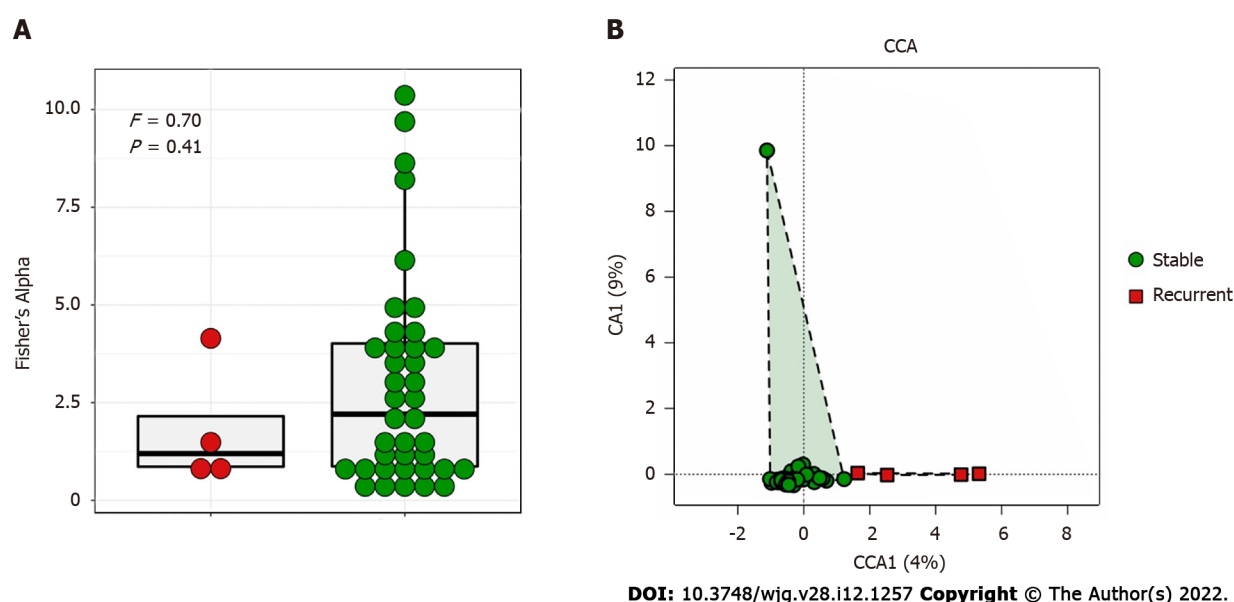 A
Fisher's Alpha
10.0
7.5
5.0
2.5
0
F = 0.70
P = 0.41
B
CCA
CA1 (9%)
12
10
8
6
4
2
0
-2 0 2 4 6 8
CCA1 (4%)
Stable
Recurrent
DOI: 10.3748/wjg.v28.i12.1257 Copyright © The Author(s) 2022.